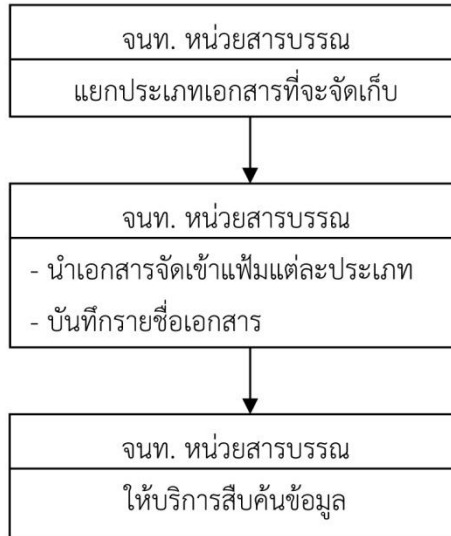 จนท. หน่วยสารบรรณ
แยกประเภทเอกสารที่จะจัดเก็บ
จนท. หน่วยสารบรรณ
- นำเอกสารจัดเข้าแฟ้มแต่ละประเภท
- บันทึกรายชื่อเอกสาร
จนท. หน่วยสารบรรณ
ให้บริการสืบค้นข้อมูล